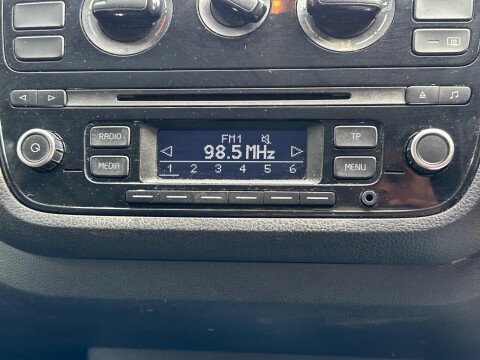 RADIO
FM1
TP
98.5 MHz
MEDIA
MENU
1 2 3 4 5 6